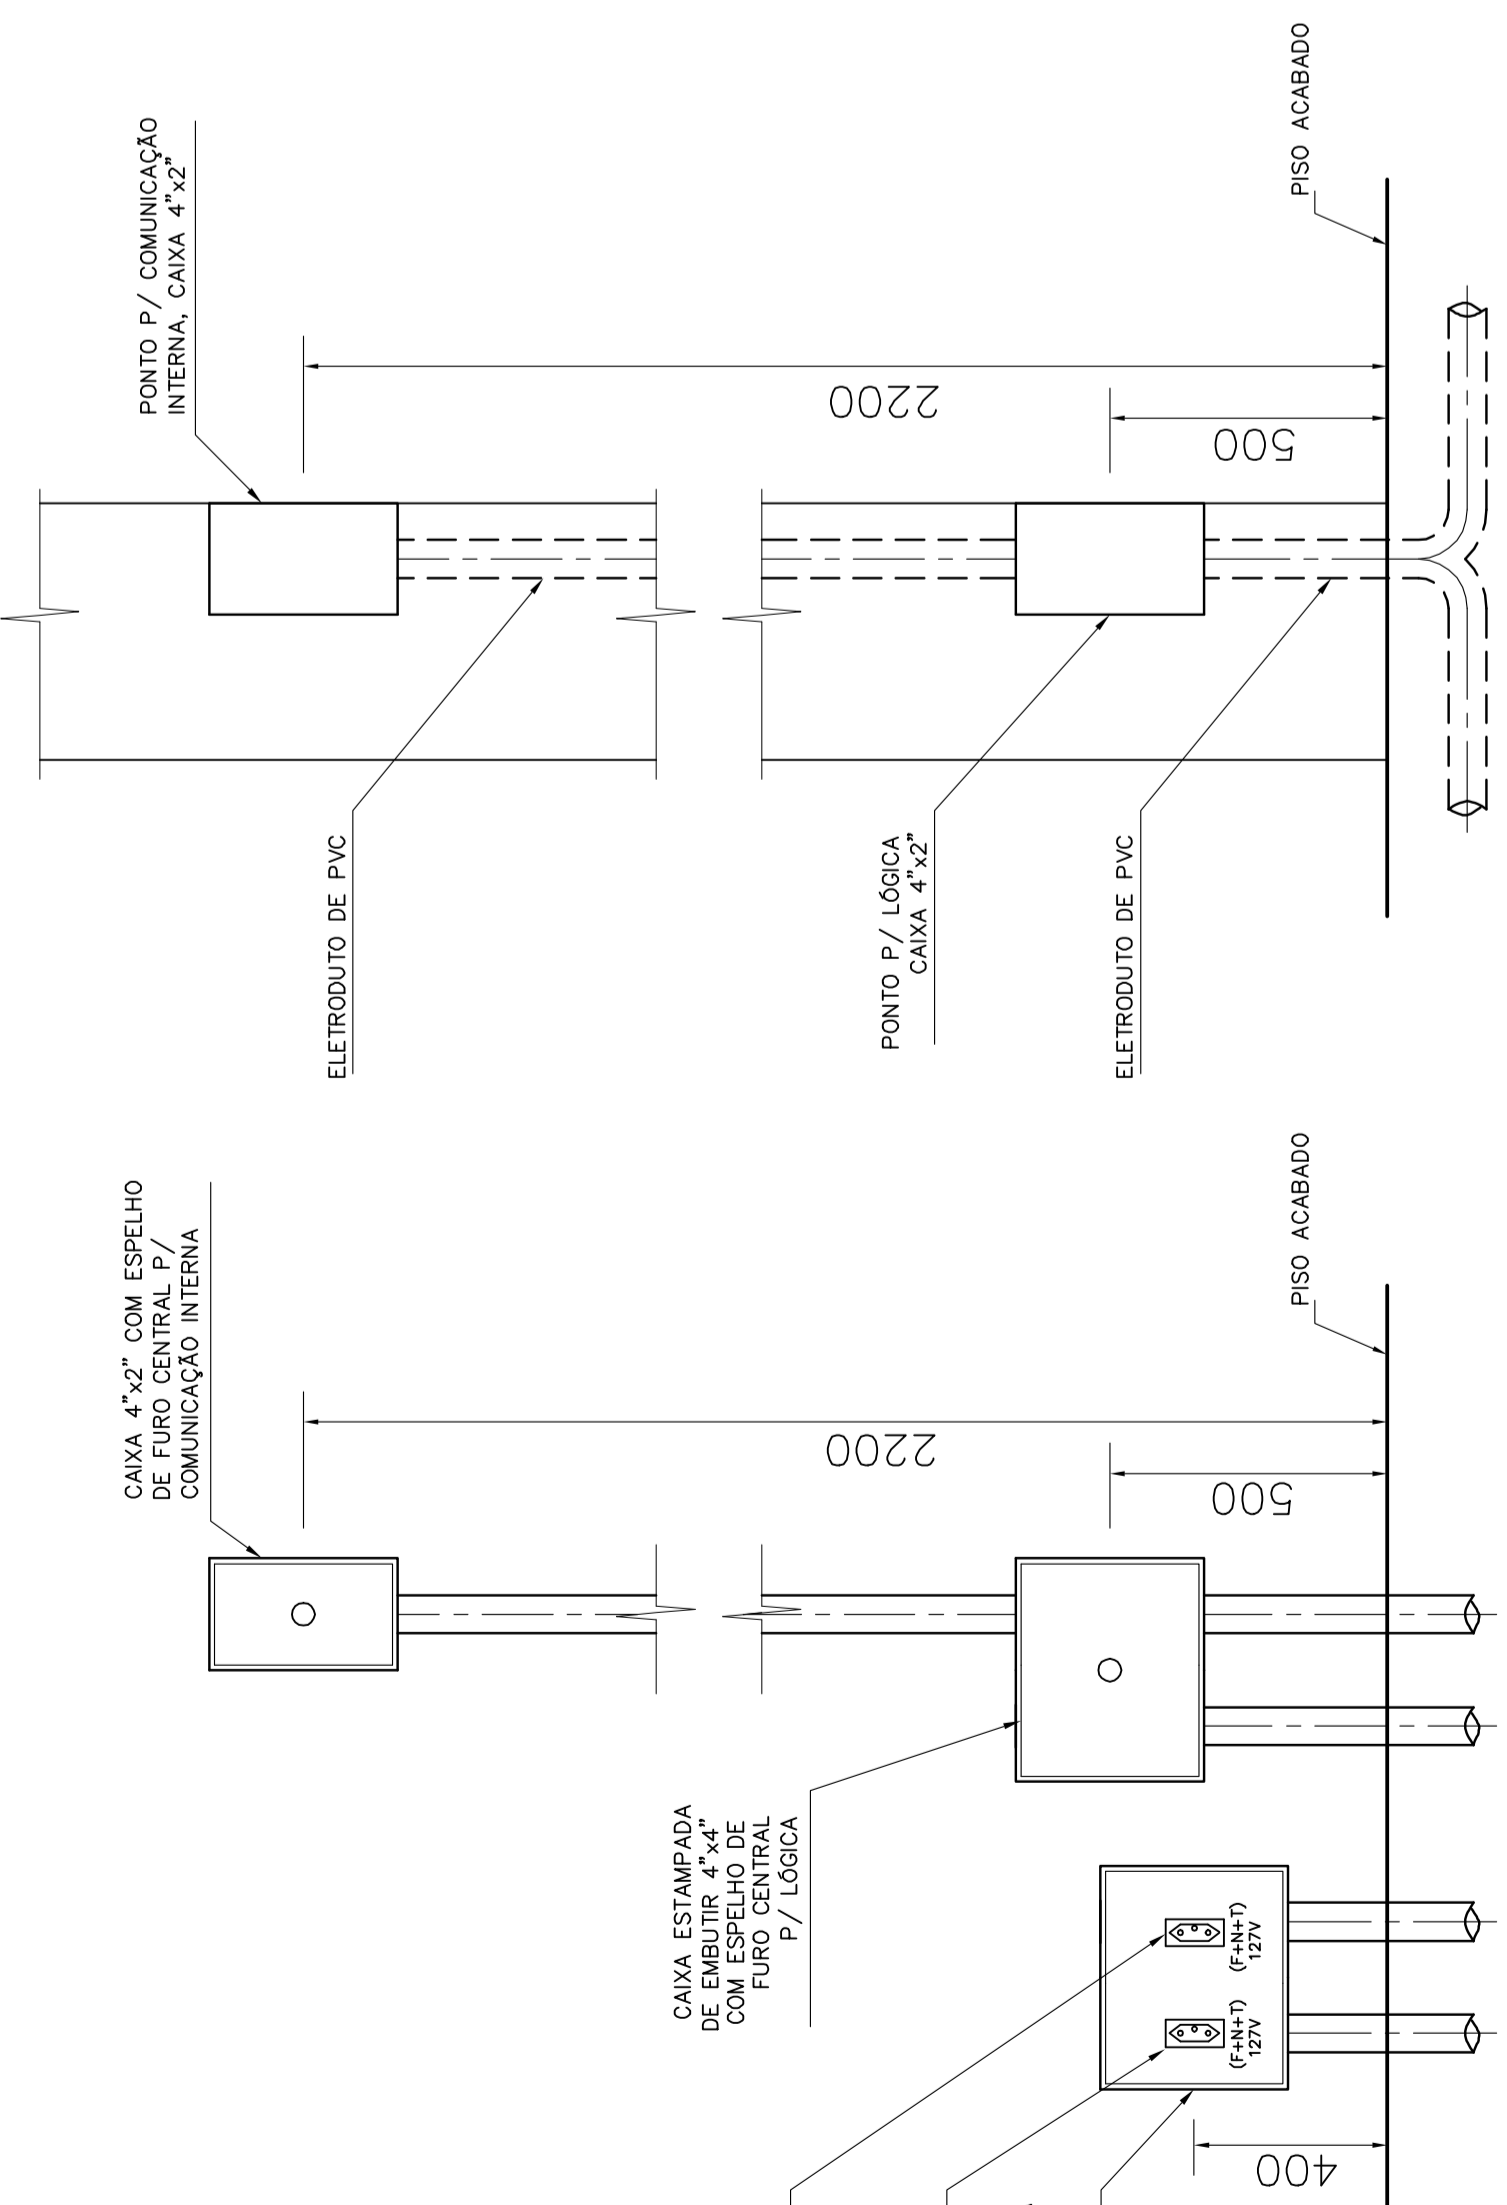 PONTO P/ COMUNICAÇÃO
INTERNA, CAIXA 4"x2"
2200
500
PISO ACABADO
ELETRODUTO DE PVC
PONTO P/ LÓGICA
CAIXA 4"x2"
ELETRODUTO DE PVC
CAIXA 4"x2" COM ESPELHO
DE FURO CENTRAL P/
COMUNICAÇÃO INTERNA
2200
500
PISO ACABADO
CAIXA ESTAMPADA
DE EMBUTIR 4"x4"
COM ESPELHO DE
FURO CENTRAL
P/ LÓGICA
(F+N+T)
127V
(F+N+T)
127V
400